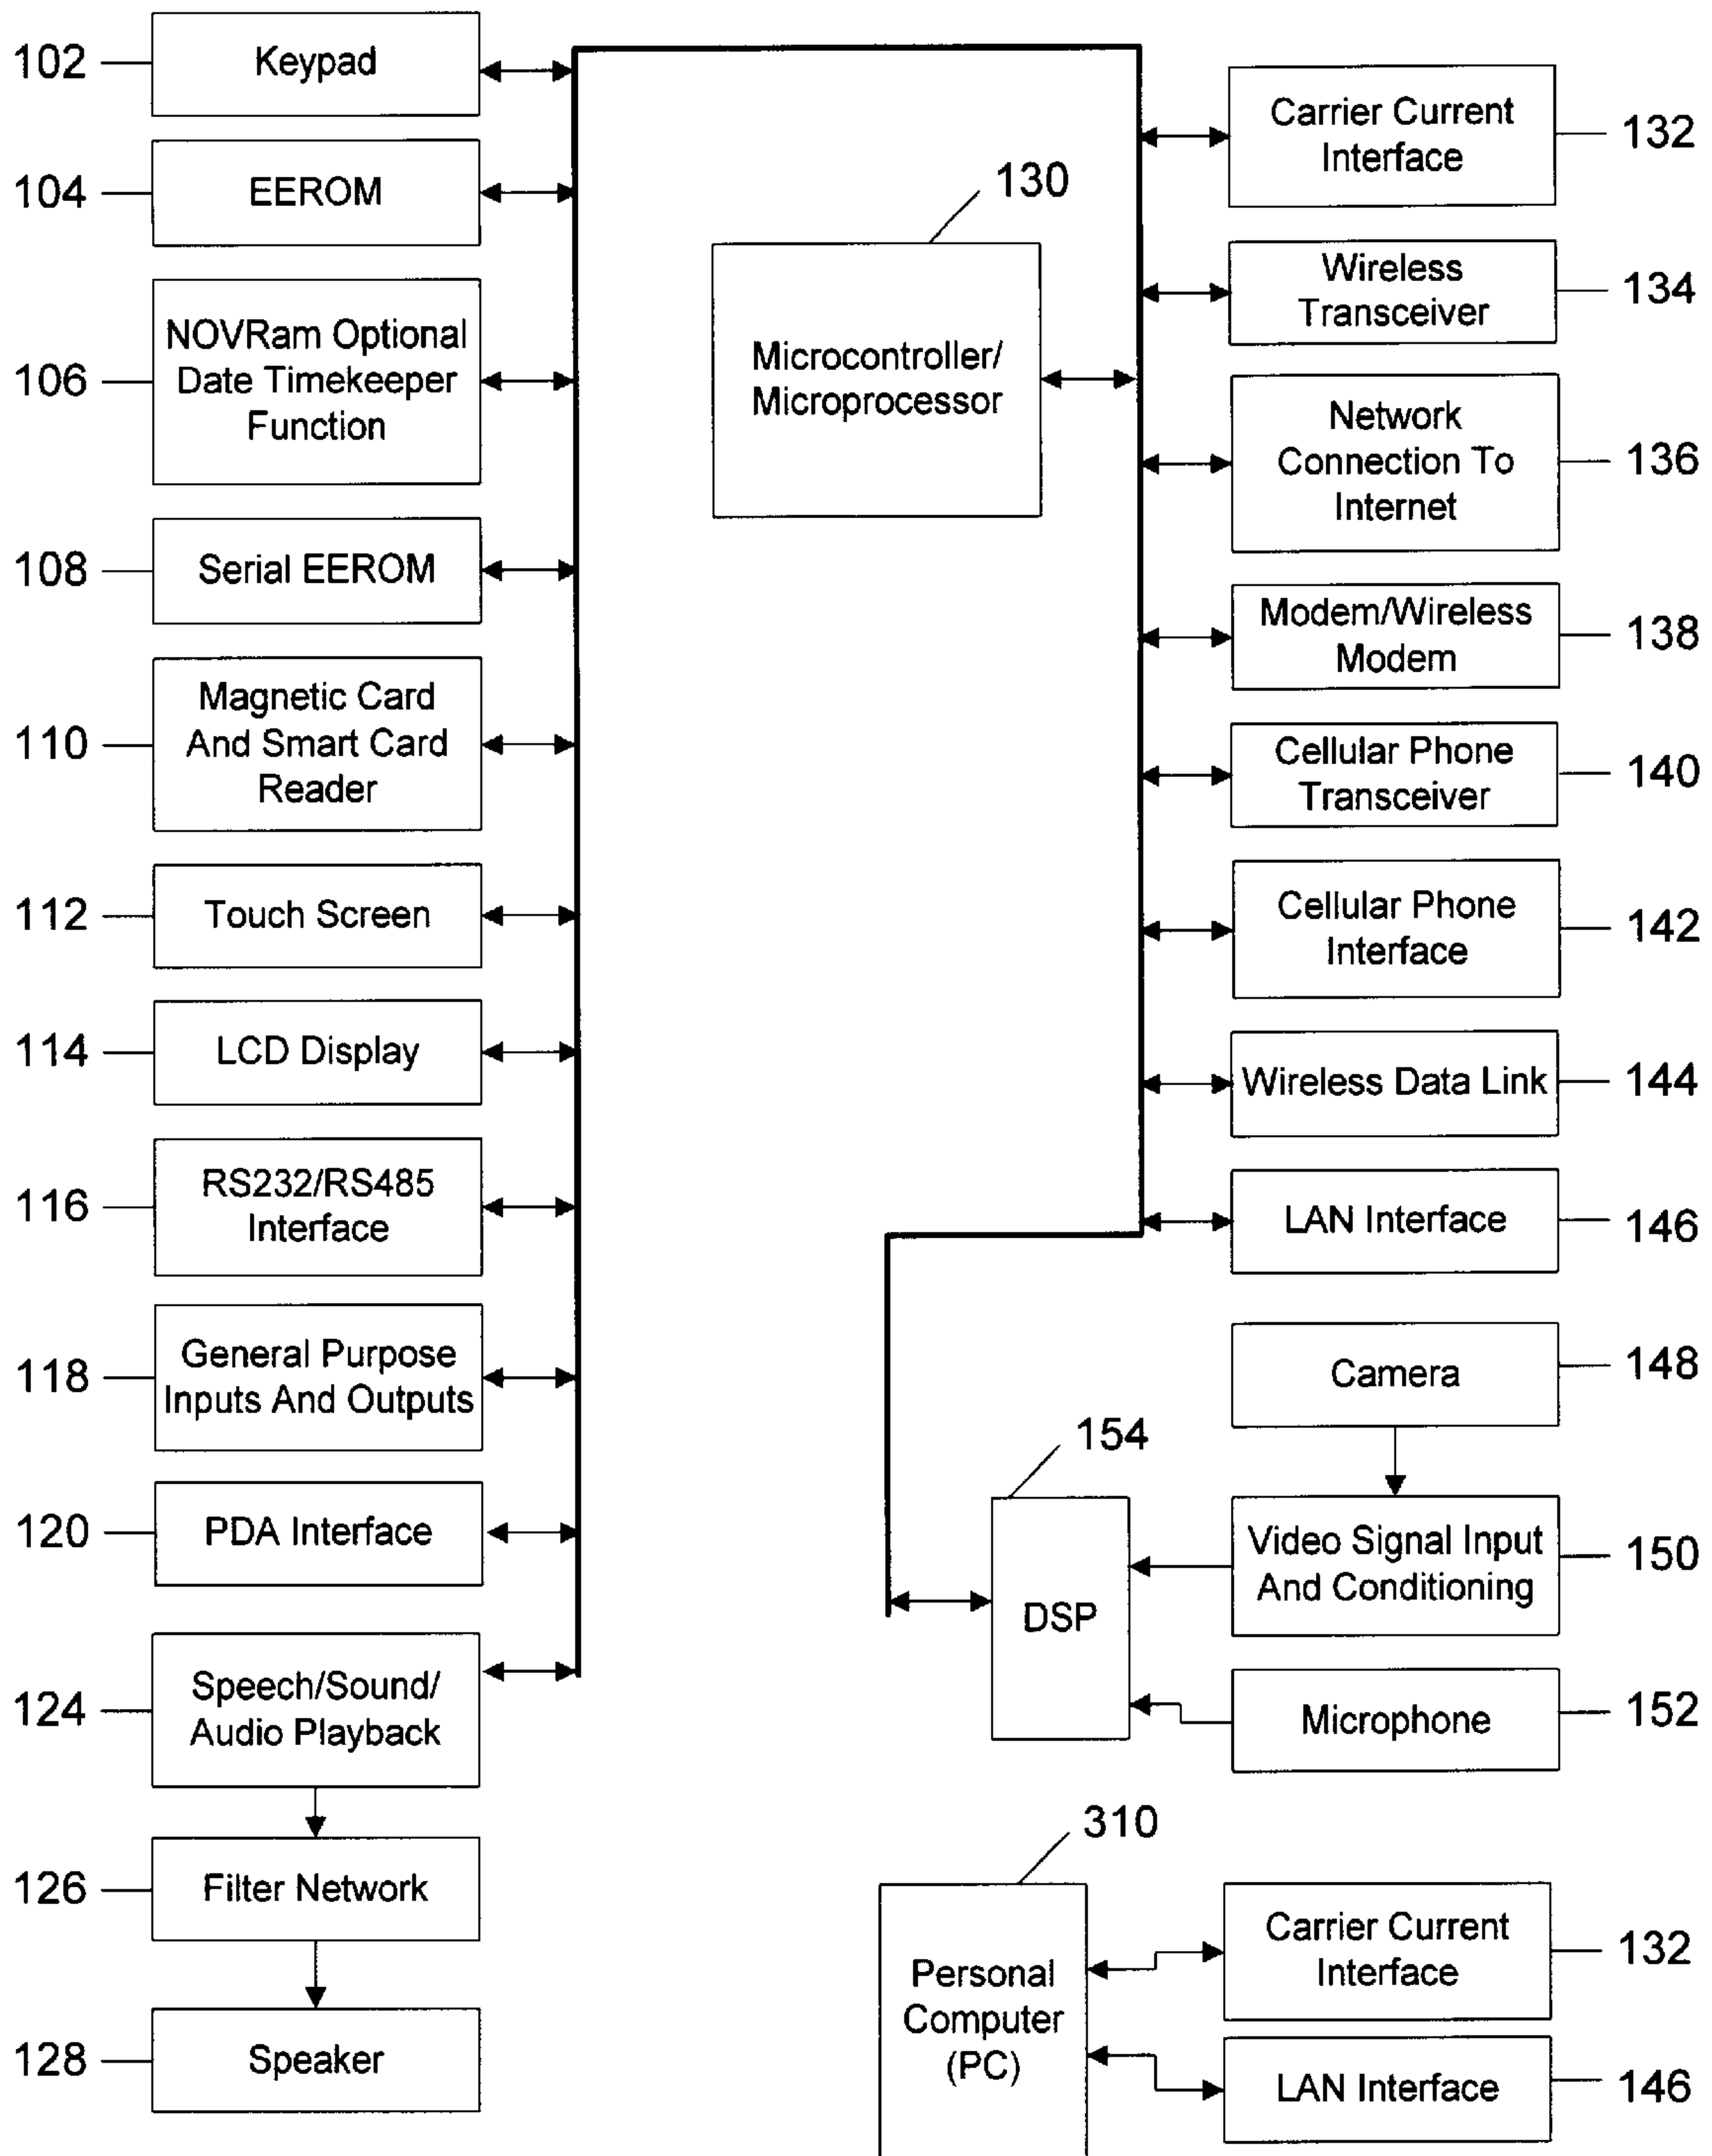 102
Keypad
104
EEROM
106
NOVRam Optional
Date Timekeeper
Function
108
Serial EEROM
110
Magnetic Card
And Smart Card
Reader
112
Touch Screen
114
LCD Display
116
RS232/RS485
Interface
118
General Purpose
Inputs And Outputs
120
PDA Interface
124
Speech/Sound/
Audio Playback
126
Filter Network
128
Speaker
130
Microcontroller/
Microprocessor
Carrier Current
Interface
132
Wireless
Transceiver
134
Network
Connection To
Internet
136
Modem/Wireless
Modem
138
Cellular Phone
Transceiver
140
Cellular Phone
Interface
142
Wireless Data Link
144
LAN Interface
146
Camera
148
154
DSP
Video Signal Input
And Conditioning
150
Microphone
152
310
Personal
Computer
(PC)
Carrier Current
Interface
132
LAN Interface
146